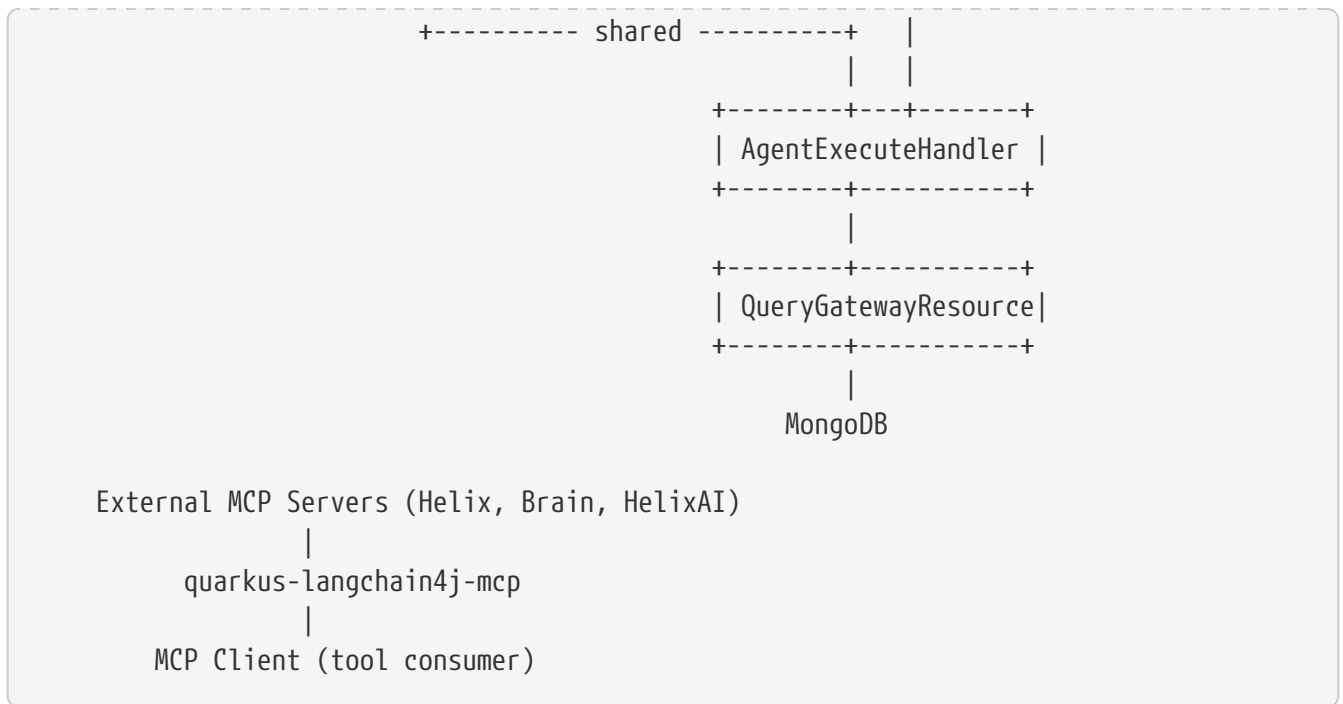 +---------- shared ----------+   |
                             |   |
                    +--------+---+-------+
                    | AgentExecuteHandler |
                    +--------+-----------+
                             |
                    +--------+-----------+
                    | QueryGatewayResource|
                    +--------+-----------+
                             |
                         MongoDB
External MCP Servers (Helix, Brain, HelixAI)
             |
     quarkus-langchain4j-mcp
             |
   MCP Client (tool consumer)